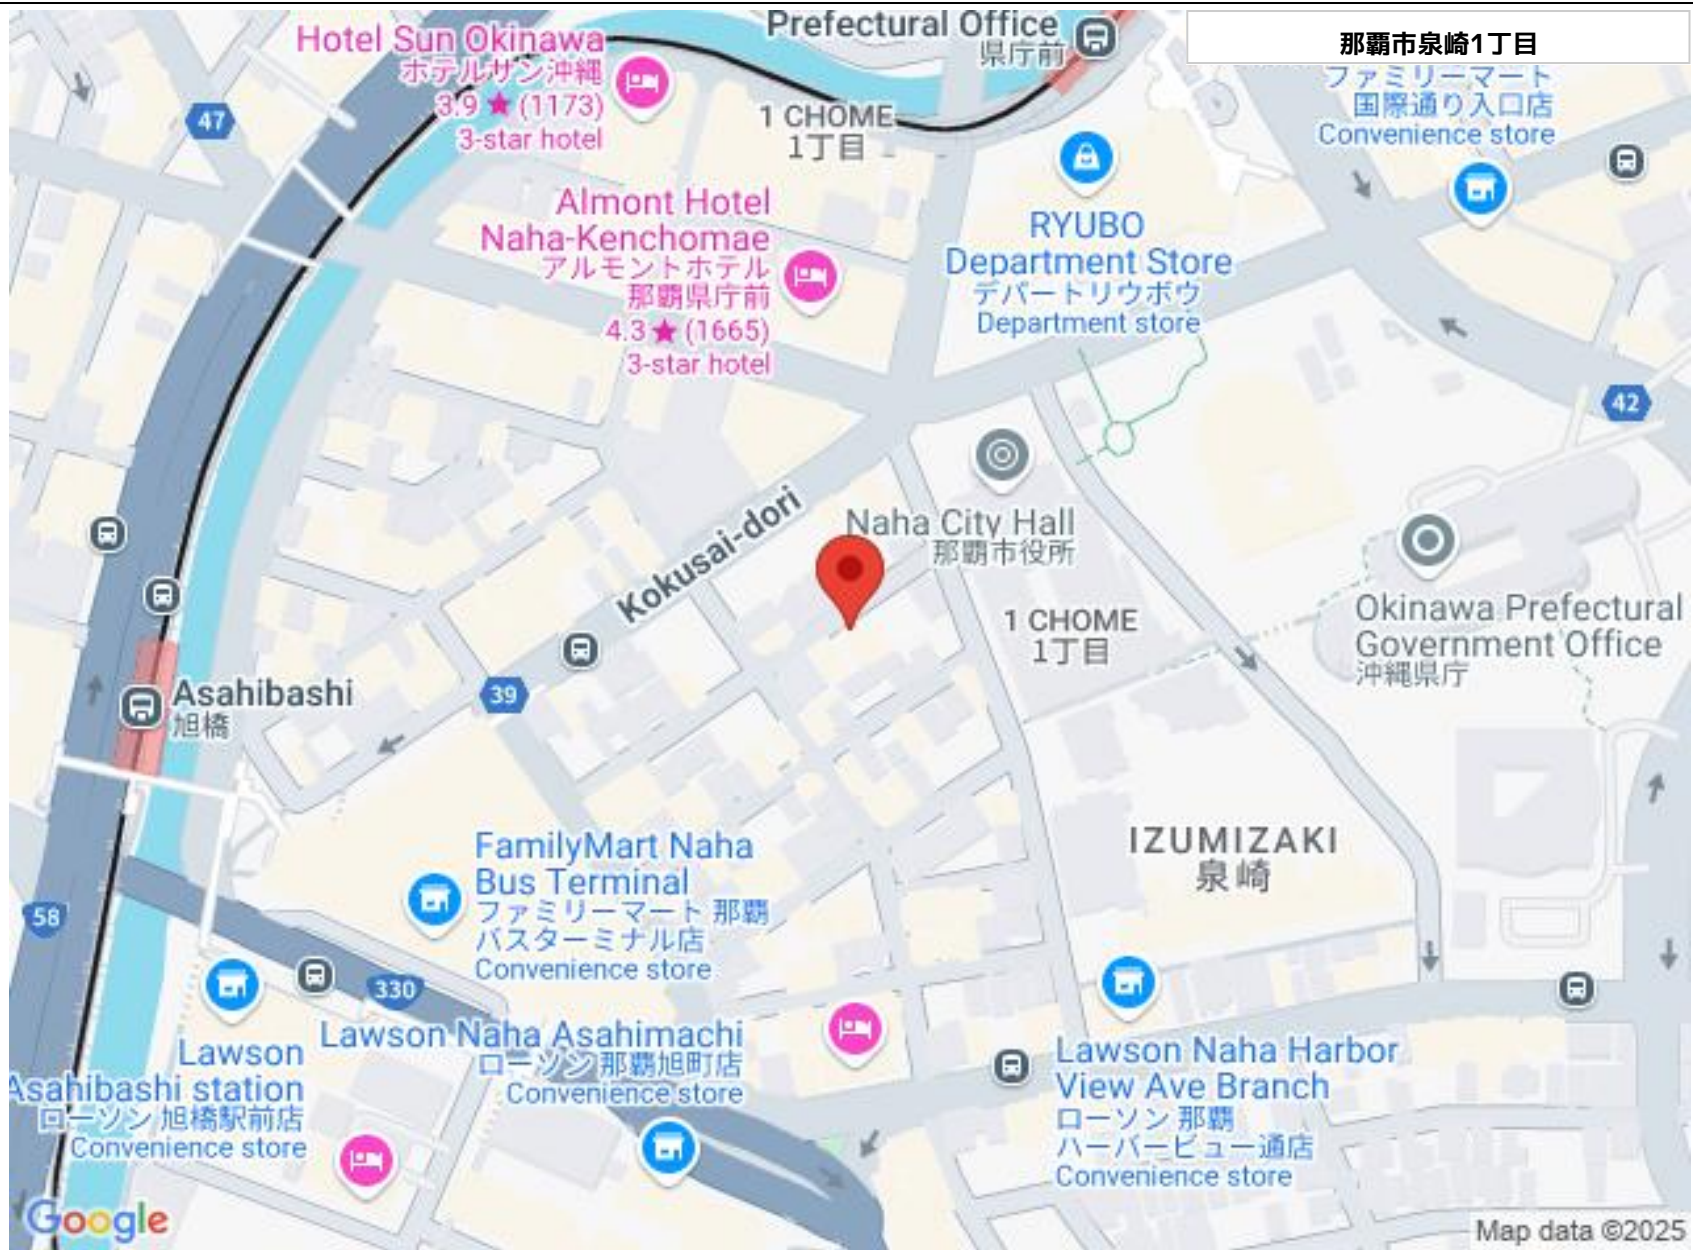 那覇市泉崎1丁目
Prefectural Office
県庁前
Hotel Sun Okinawa
ホテルサン沖縄
3.9 ★ (1173)
3-star hotel
47
1 CHOME
1丁目
ファミリーマート
国際通り入口店
Convenience store
Almont Hotel
Naha-Kenchomae
アルモントホテル
那覇県庁前
4.3 ★ (1665)
3-star hotel
RYUBO
Department Store
デパートリウボウ
Department store
42
Kokusai-dori
Naha City Hall
那覇市役所
1 CHOME
1丁目
Okinawa Prefectural
Government Office
沖縄県庁
39
Asahibashi
旭橋
IZUMIZAKI
泉崎
FamilyMart Naha
Bus Terminal
ファミリーマート 那覇
バスターミナル店
Convenience store
58
330
Lawson
Asahibashi station
ローソン 旭橋駅前店
Convenience store
Lawson Naha Asahimachi
ローソン 那覇旭町店
Convenience store
Lawson Naha Harbor
View Ave Branch
ローソン 那覇
ハーバービュー通店
Convenience store
Google
Map data ©2025